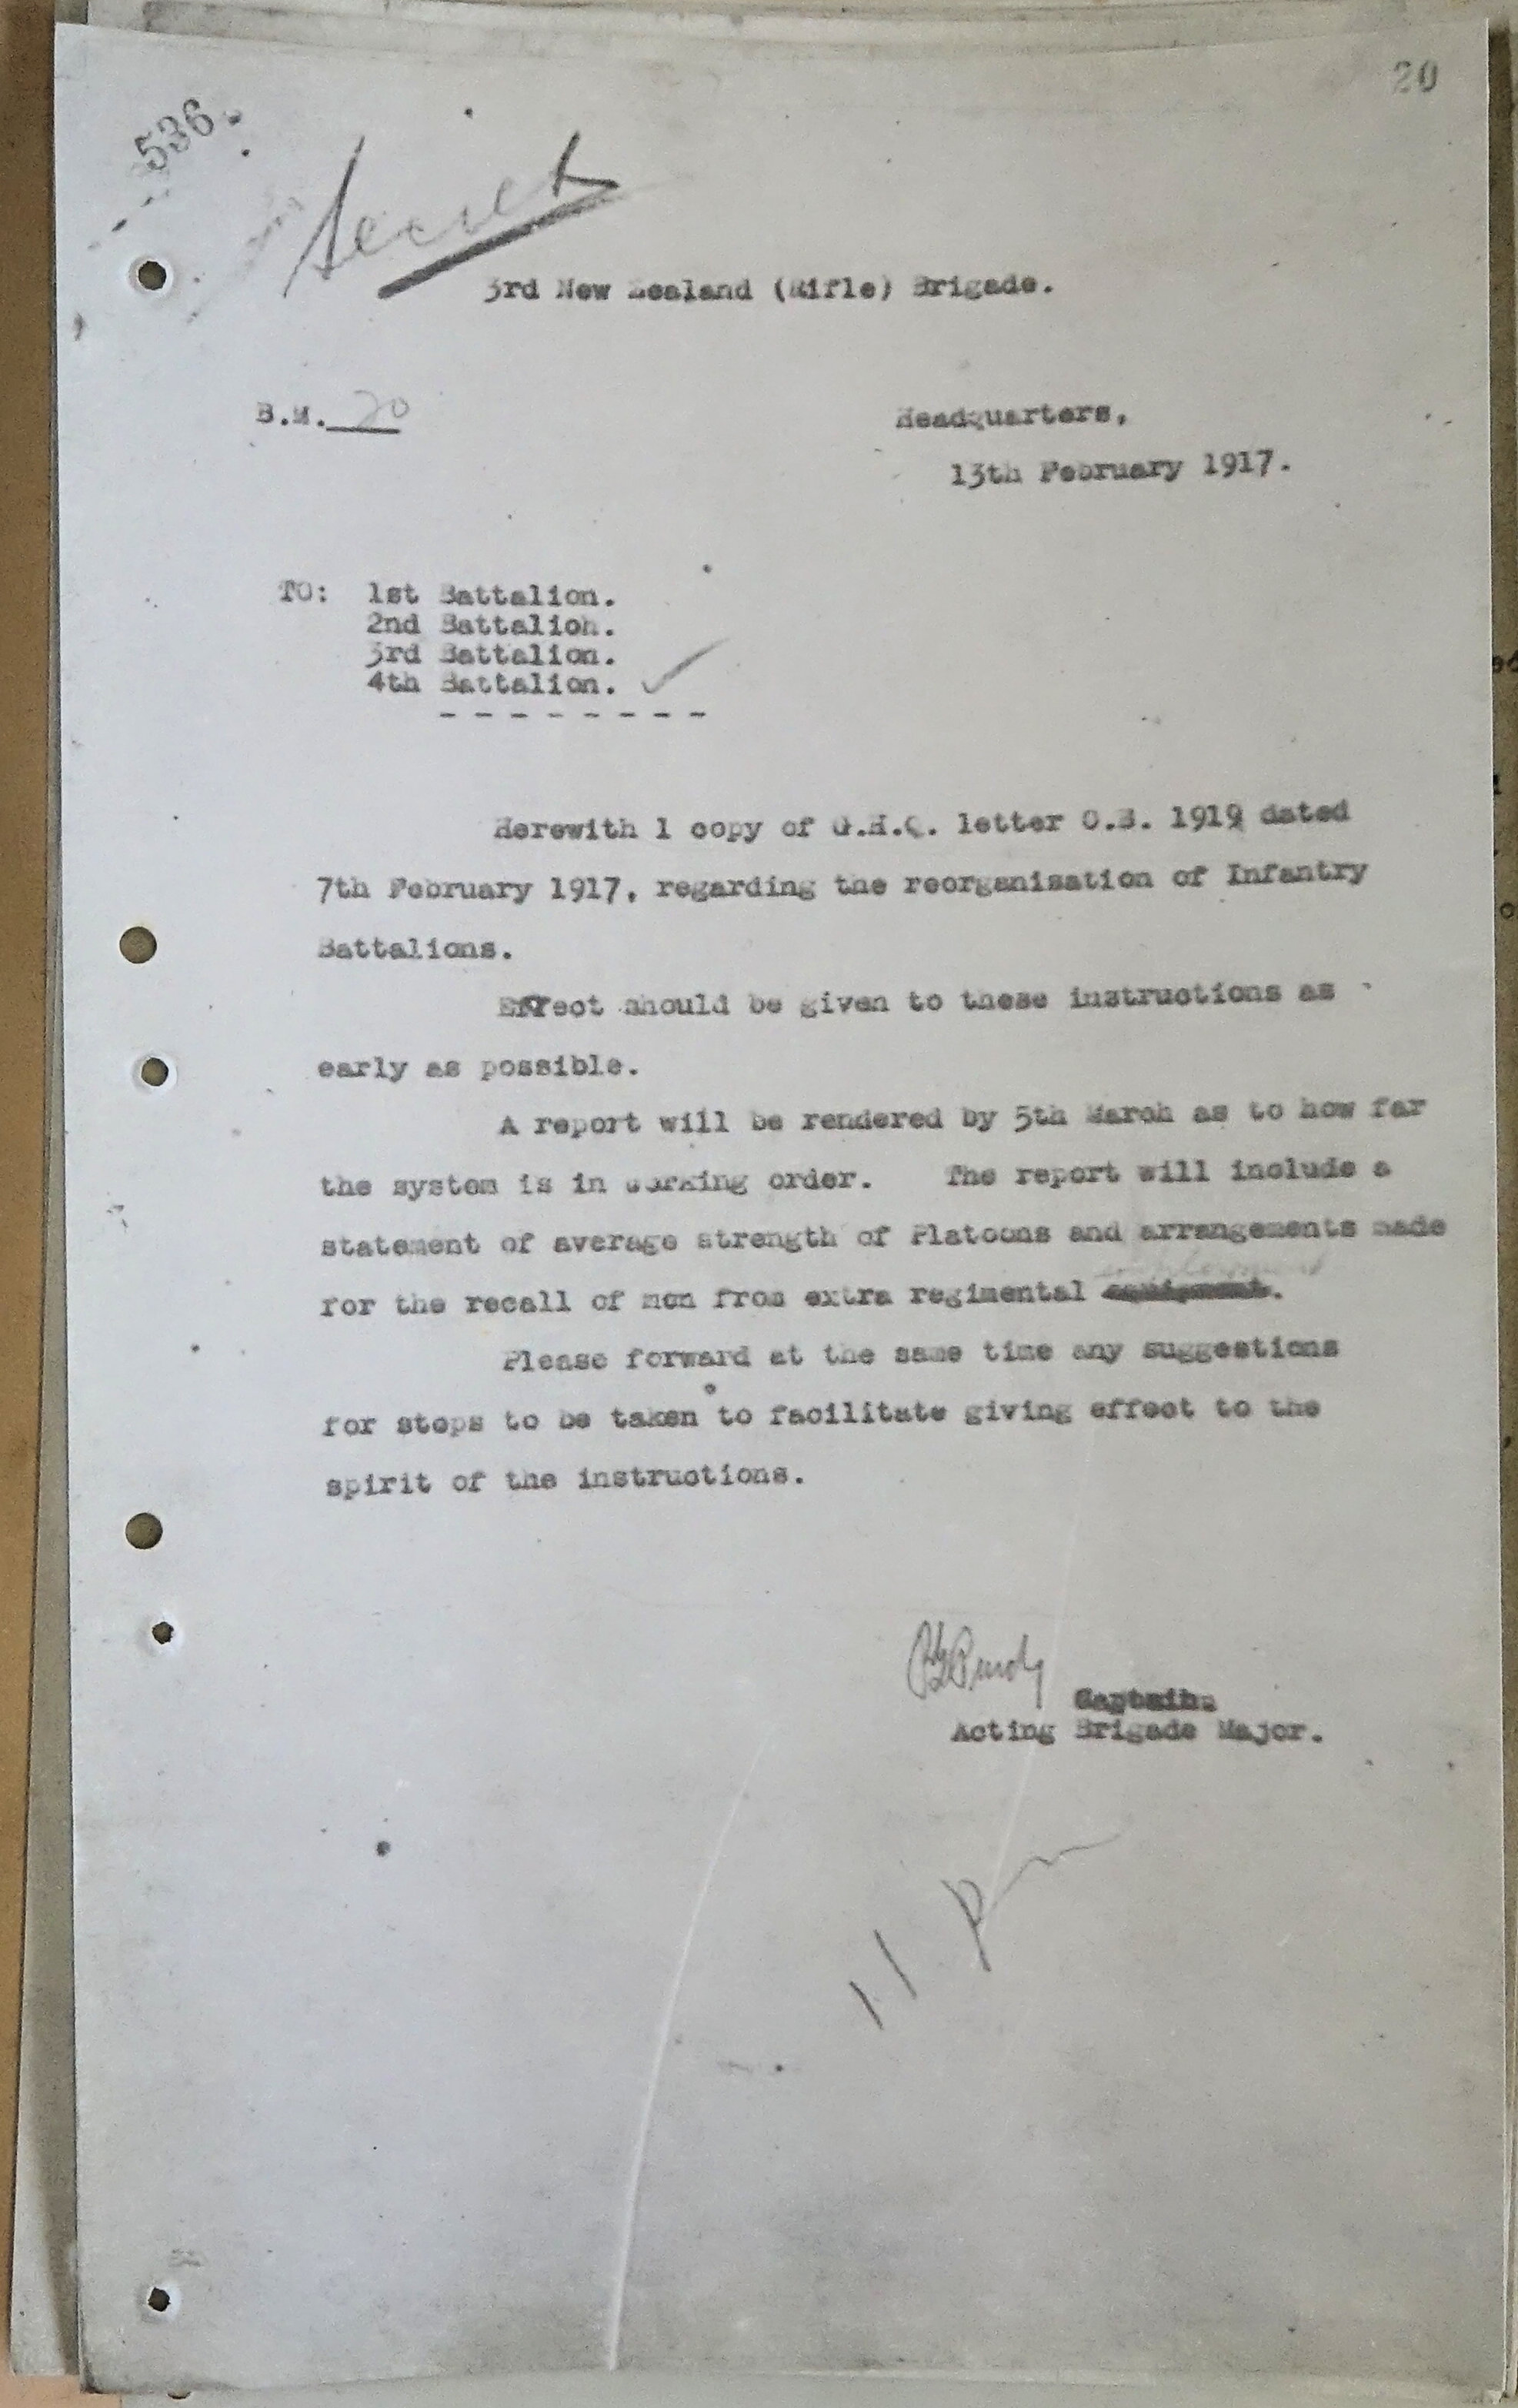 20
536.
Secret
3rd New Zealand (Rifle) Brigade.
B.M. 20
Headquarters,
13th February 1917.
TO: 1st Battalion.
2nd Battalion.
3rd Battalion.
4th Battalion. ✓
- - - - - - - -
Herewith 1 copy of G.H.Q. letter O.B. 1919 dated
7th February 1917, regarding the reorganisation of Infantry
Battalions.
Effect should be given to these instructions as
early as possible.
A report will be rendered by 5th March as to how far
the system is in working order. The report will include a
statement of average strength of Platoons and arrangements made
for the recall of men from extra regimental equipment.
Please forward at the same time any suggestions
for steps to be taken to facilitate giving effect to the
spirit of the instructions.
Purdy
Captain.
Acting Brigade Major.
11 pm